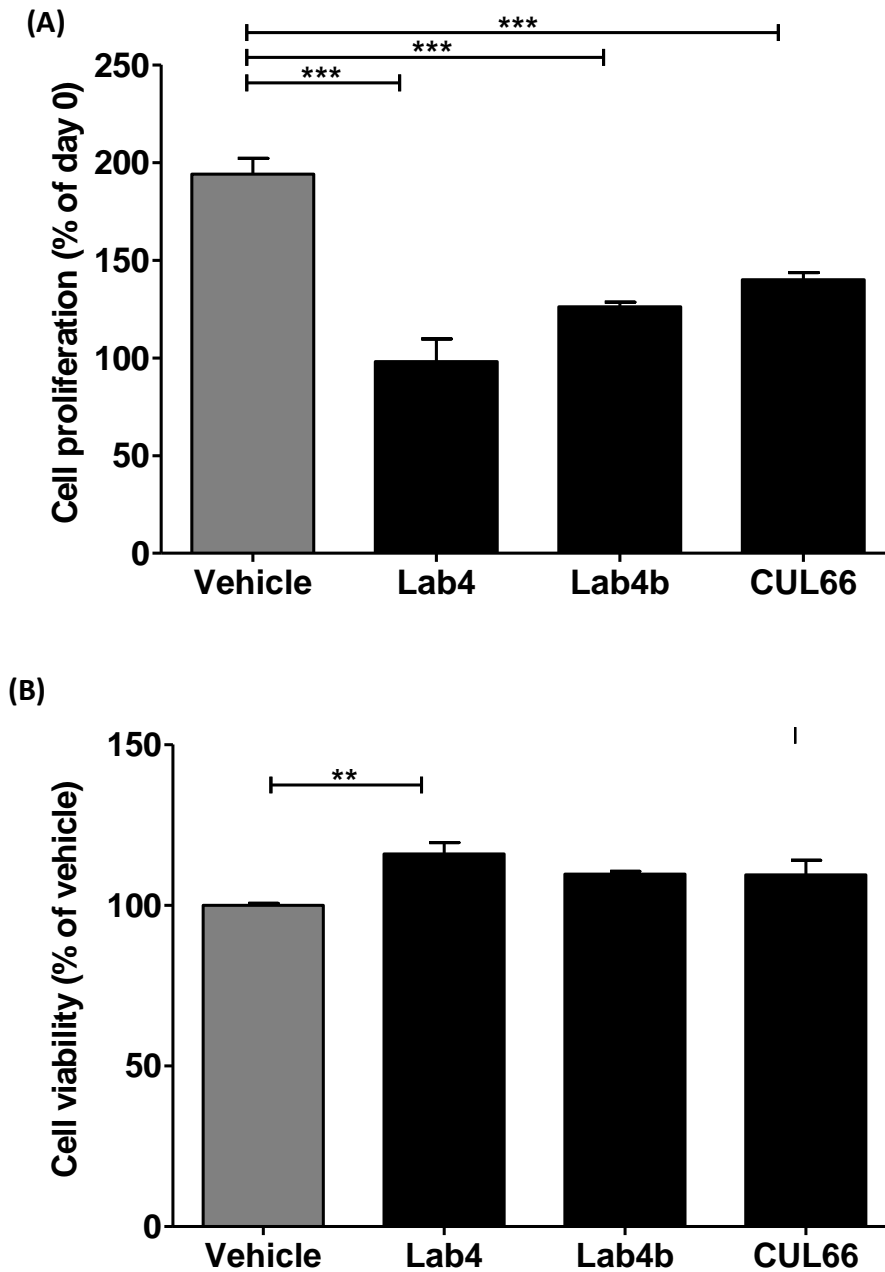 (A)
***
***
***
250
200
150
100
50
0
Cell proliferation (% of day 0)
Vehicle Lab4 Lab4b CUL66
(B)
**
150
100
50
0
Cell viability (% of vehicle)
Vehicle Lab4 Lab4b CUL66